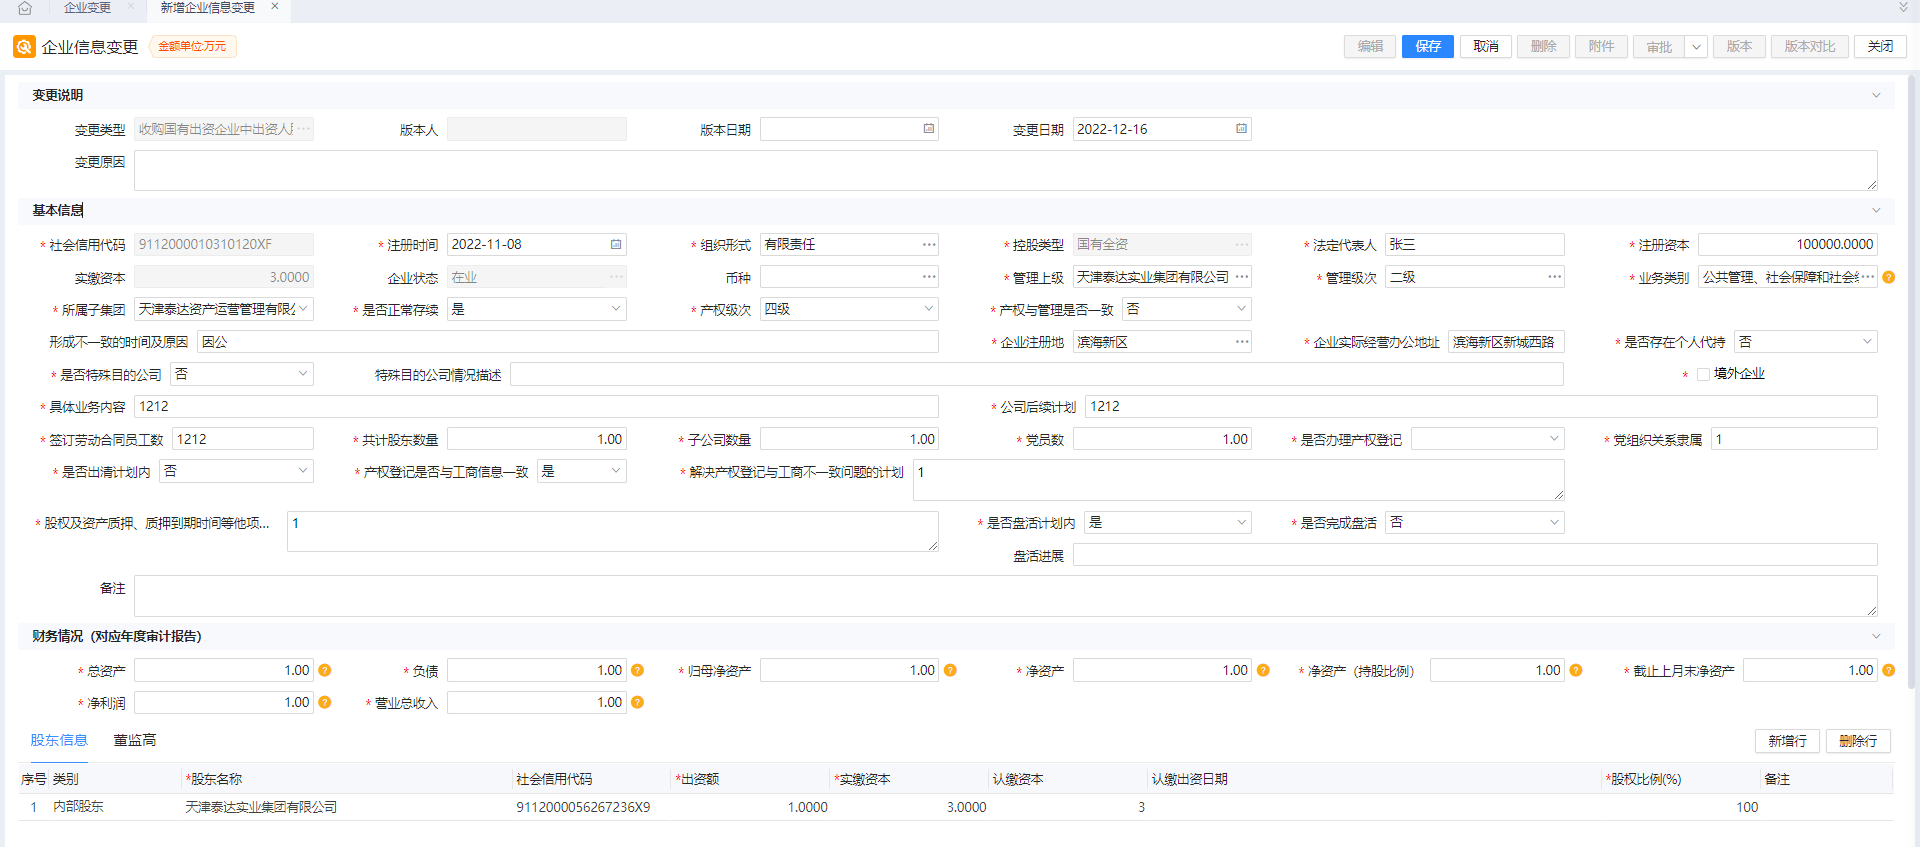 企业变更 × 新增企业信息变更 ×
企业信息变更 金额单位:万元 编辑 保存 取消 删除 附件 审批 版本 版本对比 关闭
变更说明
变更类型 收购国有出资企业中出资人 ··· 版本人 版本日期 变更日期 2022-12-16
变更原因
基本信息
* 社会信用代码 9112000010310120XF * 注册时间 2022-11-08 * 组织形式 有限责任 ··· * 控股类型 国有全资 ··· * 法定代表人 张三 * 注册资本 100000.0000
实缴资本 3.0000 企业状态 在业 ··· 币种 ··· * 管理上级 天津泰达实业集团有限公司 ··· * 管理级次 二级 ··· * 业务类别 公共管理、社会保障和社会 ··· ?
* 所属子集团 天津泰达资产运营管理有限 * 是否正常存续 是 * 产权级次 四级 * 产权与管理是否一致 否
形成不一致的时间及原因 因公 * 企业注册地 滨海新区 ··· * 企业实际经营办公地址 滨海新区新城西路 * 是否存在个人代持 否
* 是否特殊目的公司 否 特殊目的公司情况描述 * 境外企业
* 具体业务内容 1212 * 公司后续计划 1212
* 签订劳动合同员工数 1212 * 共计股东数量 1.00 * 子公司数量 1.00 * 党员数 1.00 * 是否办理产权登记 * 党组织关系隶属 1
* 是否出清计划内 否 * 产权登记是否与工商信息一致 是 * 解决产权登记与工商不一致问题的计划 1
* 股权及资产质押、质押到期时间等他项... 1 * 是否盘活计划内 是 * 是否完成盘活 否
盘活进展
备注
财务情况（对应年度审计报告）
* 总资产 1.00 ? * 负债 1.00 ? * 归母净资产 1.00 ? * 净资产 1.00 ? * 净资产（持股比例） 1.00 ? * 截止上月末净资产 1.00 ?
* 净利润 1.00 ? * 营业总收入 1.00 ?
股东信息 董监高 新增行 删除行
序号 类别 *股东名称 社会信用代码 *出资额 *实缴资本 认缴资本 认缴出资日期 *股权比例(%) 备注
1 内部股东 天津泰达实业集团有限公司 9112000056267236X9 1.0000 3.0000 3 100